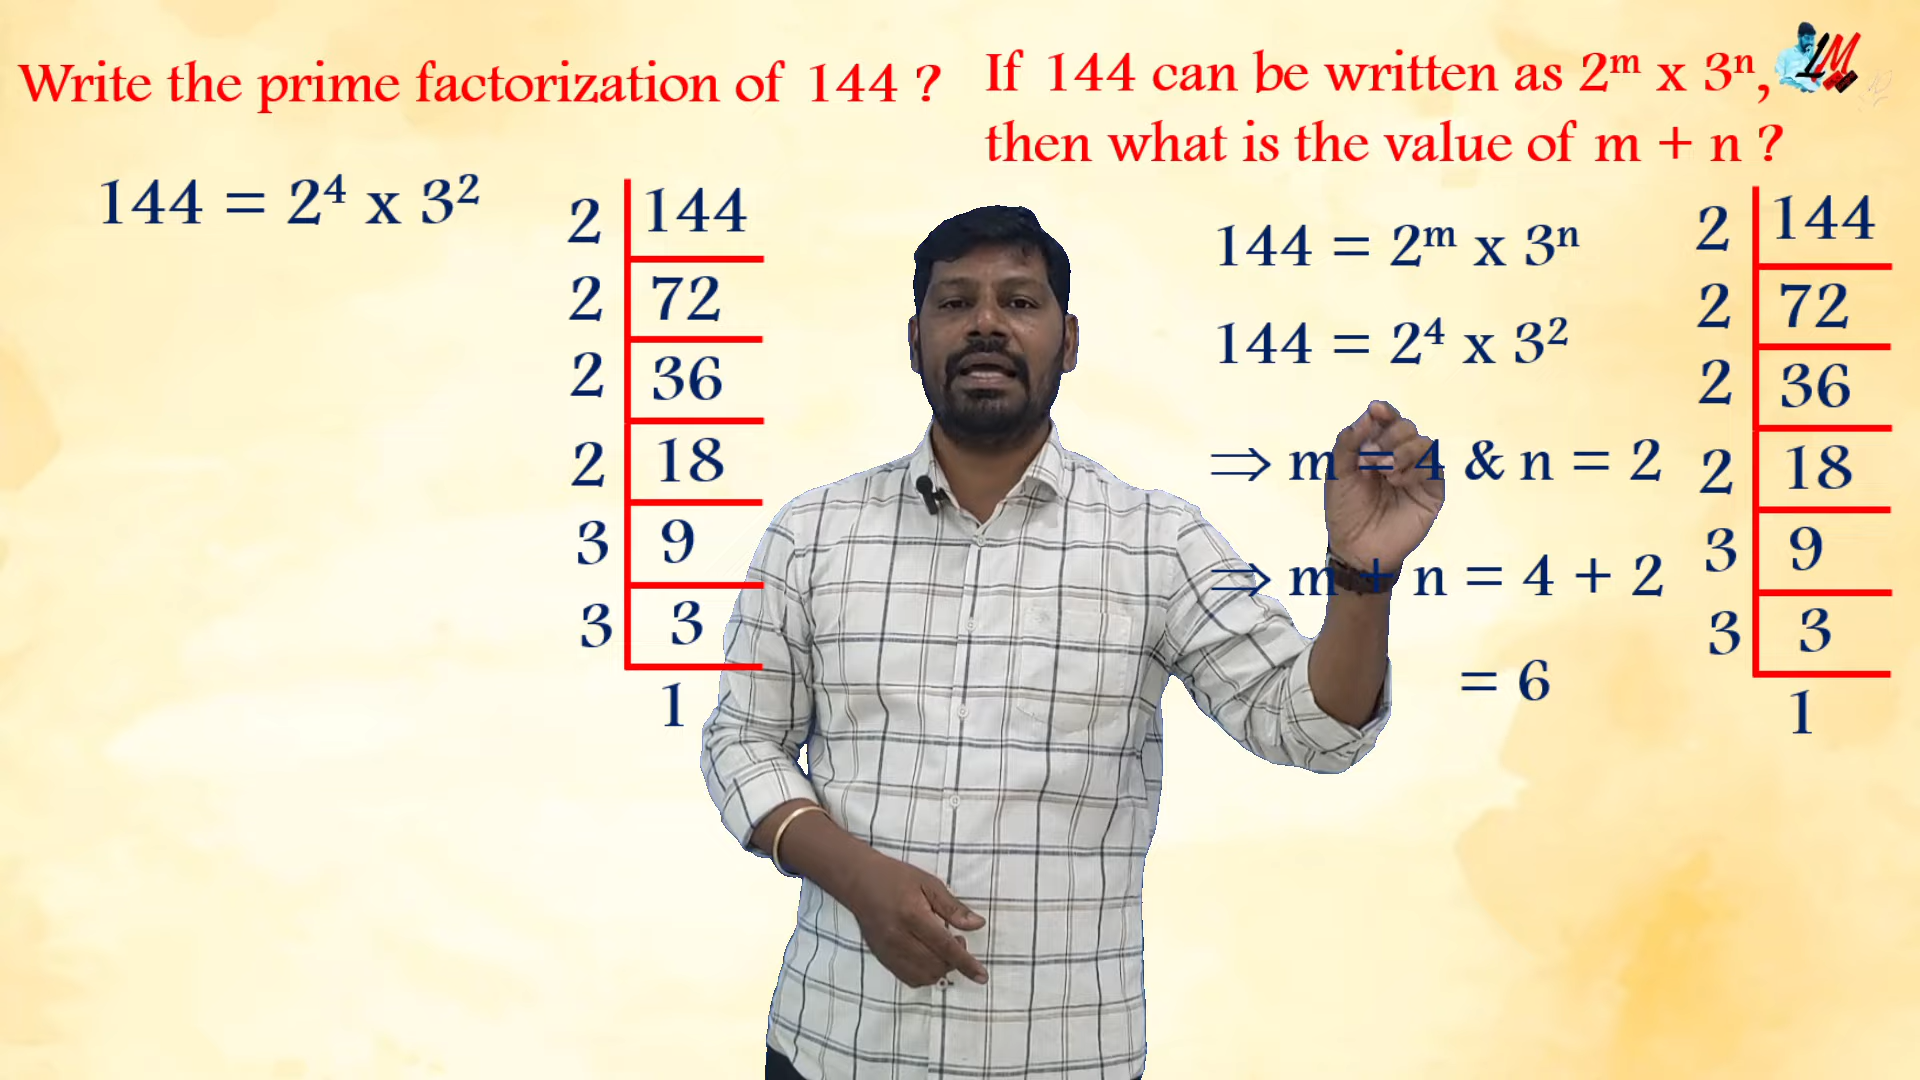 Write the prime factorization of 144 ?
144 = 2⁴ x 3²
2 144
2 72
2 36
2 18
3 9
3 3
1
If 144 can be written as 2ᵐ x 3ⁿ,
then what is the value of m + n ?
144 = 2ᵐ x 3ⁿ
144 = 2⁴ x 3²
⇒ m = 4 & n = 2
⇒ m + n = 4 + 2
= 6
2 144
2 72
2 36
2 18
3 9
3 3
1
LM